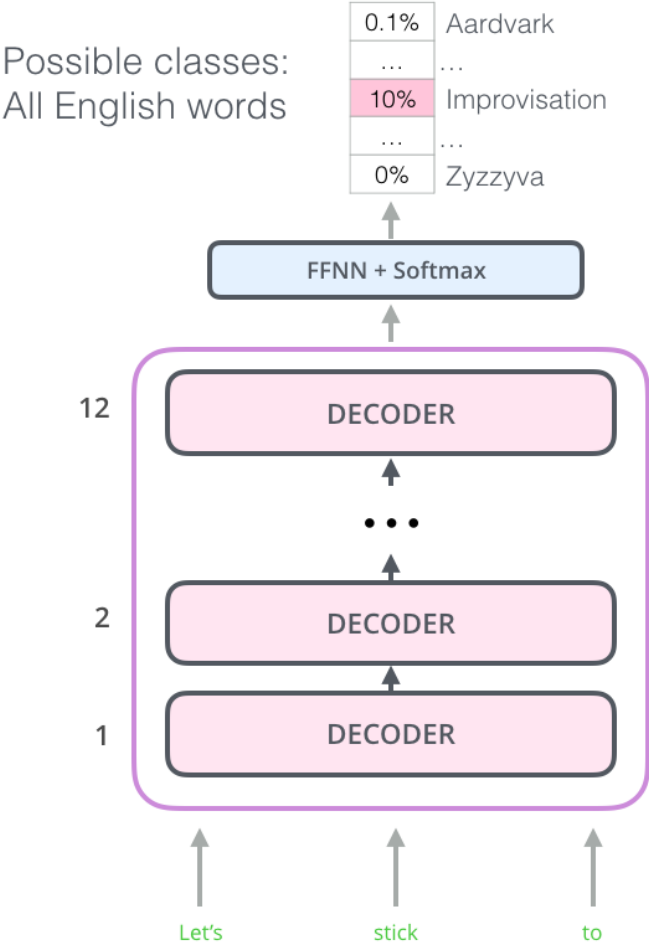 0.1% Aardvark
Possible classes:
... ...
All English words
10% Improvisation
... ...
0% Zyzzyva
FFNN + Softmax
12 DECODER
...
2 DECODER
1 DECODER
Let's stick to